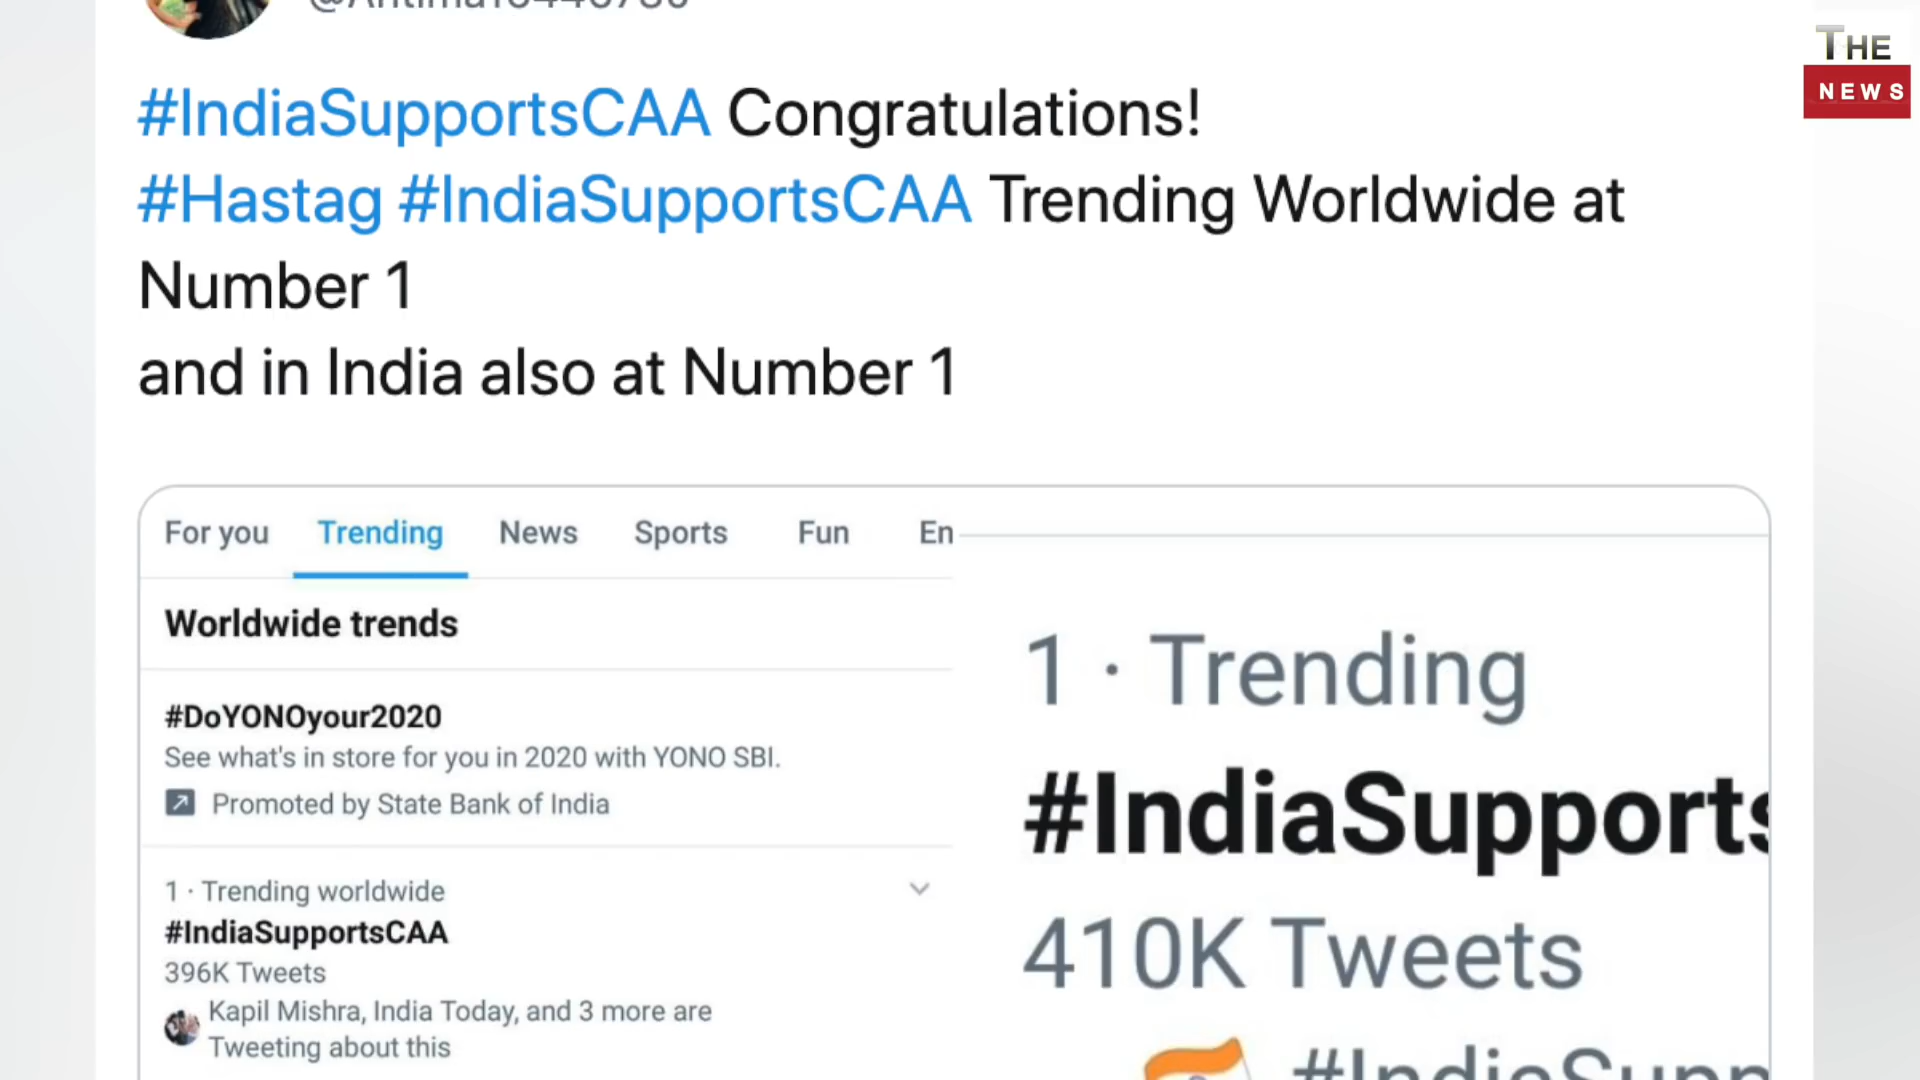 THE
NEWS
#IndiaSupportsCAA Congratulations!
#Hastag #IndiaSupportsCAA Trending Worldwide at
Number 1
and in India also at Number 1
For you Trending News Sports Fun En
Worldwide trends
#DoYONOyour2020
See what's in store for you in 2020 with YONO SBI.
Promoted by State Bank of India
1 · Trending worldwide
#IndiaSupportsCAA
396K Tweets
Kapil Mishra, India Today, and 3 more are
Tweeting about this
1 · Trending
#IndiaSupports
410K Tweets
#IndiaSupp